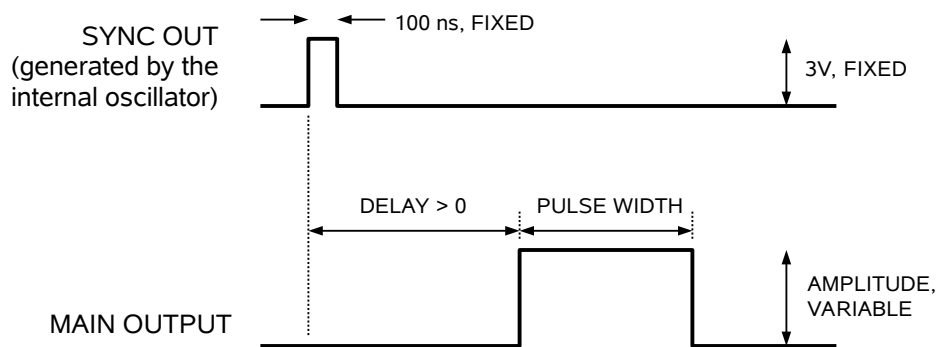 100 ns, FIXED
SYNC OUT
(generated by the
internal oscillator)
3V, FIXED
DELAY > 0
PULSE WIDTH
AMPLITUDE,
VARIABLE
MAIN OUTPUT